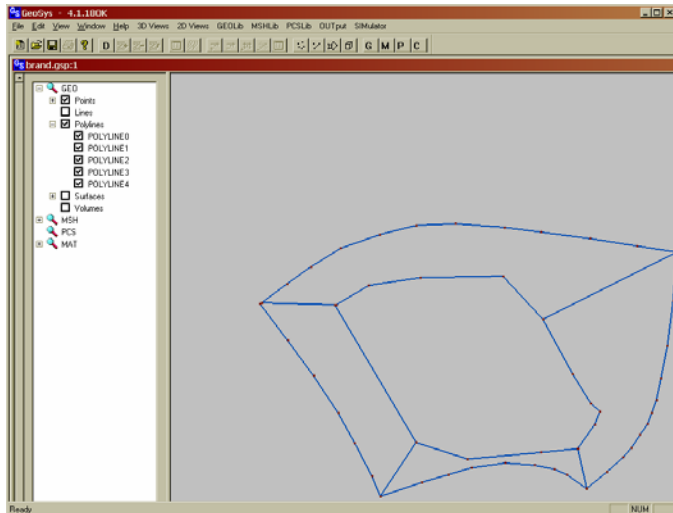 GeoSys - 4.1.18OK
File Edit View Window Help 3D Views 2D Views GEOLib MSHLib PCSLib OUTput SIMulator
D G M P C
brand.gsp:1
GEO
Points
Lines
Polylines
POLYLINE0
POLYLINE1
POLYLINE2
POLYLINE3
POLYLINE4
Surfaces
Volumes
MSH
PCS
MAT
Ready NUM